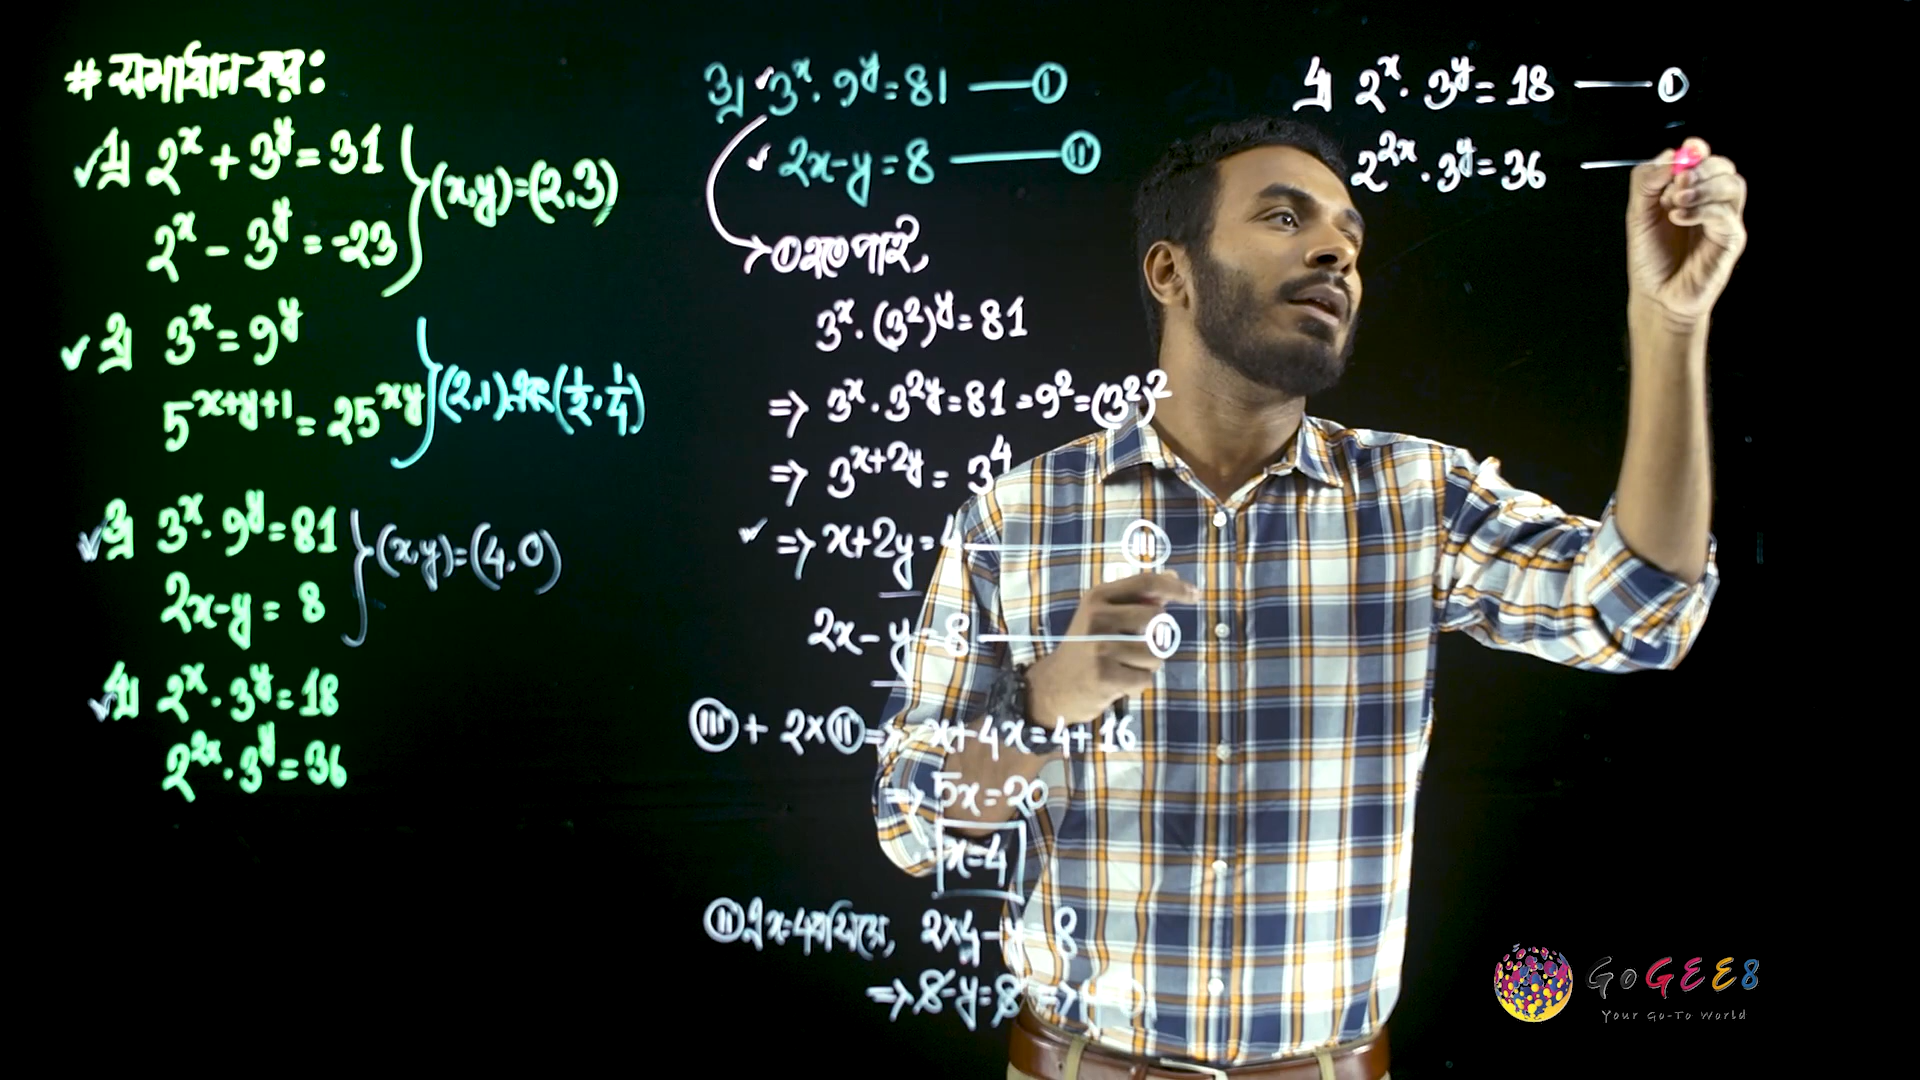 # সমাধান কর:
✓১। 2^x + 3^y = 31
2^x - 3^y = -23
} (x,y)=(2,3)
✓২। 3^x = 9^y
5^{x+y+1} = 25^{xy}
} (2,1) এবং (1/2, 1/4)
✓৩। 3^x · 9^y = 81
2x-y = 8
} (x,y)=(4,0)
✓৪। 2^x · 3^y = 18
2^{2x} · 3^y = 36
৩। ✓3^x · 9^y = 81 — (i)
✓ 2x-y = 8 — (ii)
→ (i) হতে পাই,
3^x · (3^2)^y = 81
⇒ 3^x · 3^{2y} = 81 = 9^2 = (3^2)^2
⇒ 3^{x+2y} = 3^4
✓ ⇒ x+2y = 4 — (iii)
2x-y = 8 — (ii)
(iii) + 2×(ii) ⇒ x+4x = 4+16
⇒ 5x = 20
∴ x=4
(ii) এ x=4 বসিয়ে, 2×4-y = 8
⇒ 8-y = 8 ⇒
৪। 2^x · 3^y = 18 — (i)
2^{2x} · 3^y = 36 —
GoGEE8
Your Go-To World